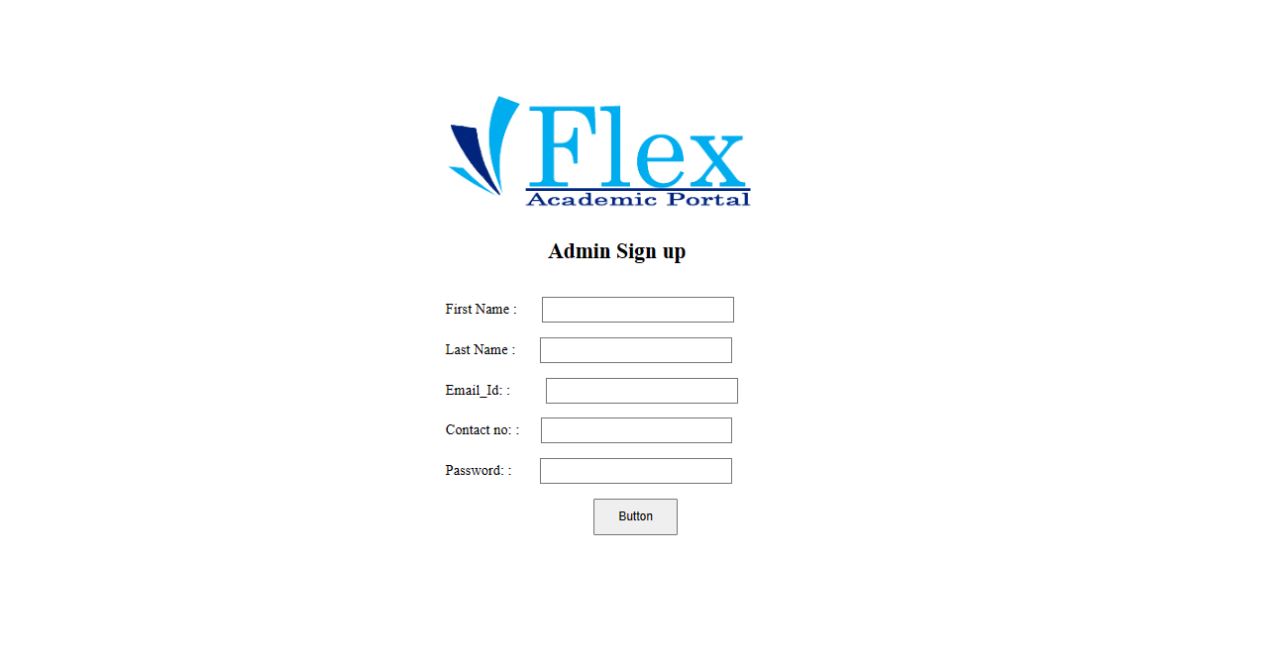 Flex
Academic Portal
Admin Sign up
First Name :
Last Name :
Email_Id: :
Contact no: :
Password: :
Button